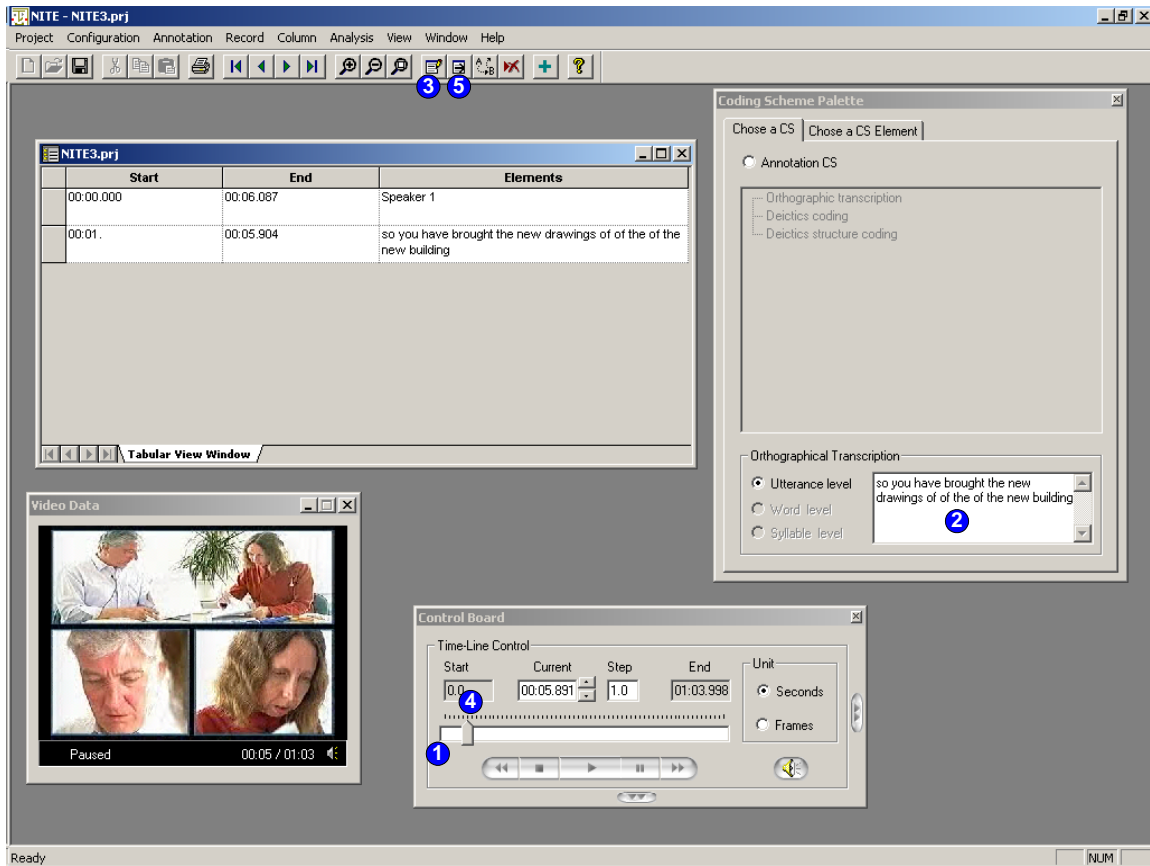 NITE - NITE3.prj
Project Configuration Annotation Record Column Analysis View Window Help
3 5
Coding Scheme Palette
Chose a CS Chose a CS Element
Annotation CS
Orthographic transcription
Deictics coding
Deictics structure coding
NITE3.prj
Start End Elements
00:00.000 00:06.087 Speaker 1
00:01. 00:05.904 so you have brought the new drawings of of the of the
new building
Tabular View Window
Orthographical Transcription
Utterance level
Word level
Syllable level
so you have brought the new
drawings of of the of the new building
2
Video Data
Paused 00:05 / 01:03
Control Board
Time-Line Control
Start Current Step End
0.0 00:05.891 1.0 01:03.998
4
1
Unit
Seconds
Frames
Ready NUM